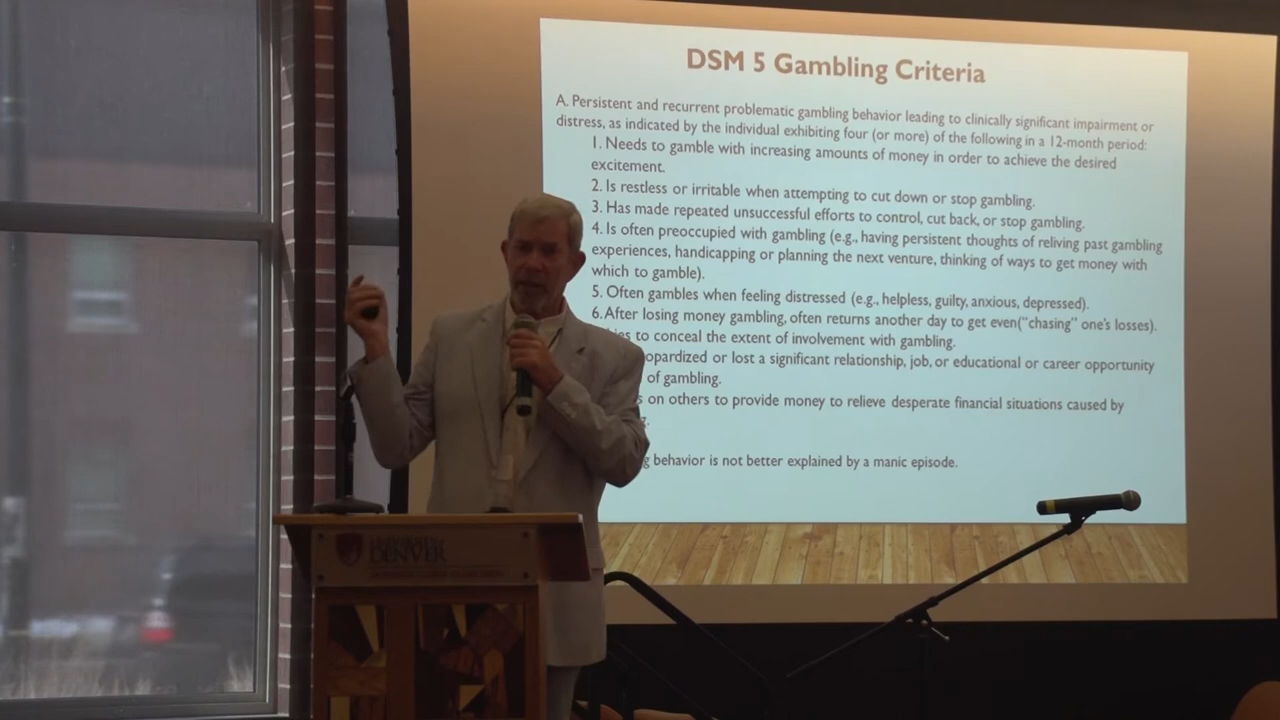 DSM 5 Gambling Criteria
A. Persistent and recurrent problematic gambling behavior leading to clinically significant impairment or
distress, as indicated by the individual exhibiting four (or more) of the following in a 12-month period:
1. Needs to gamble with increasing amounts of money in order to achieve the desired
excitement.
2. Is restless or irritable when attempting to cut down or stop gambling.
3. Has made repeated unsuccessful efforts to control, cut back, or stop gambling.
4. Is often preoccupied with gambling (e.g., having persistent thoughts of reliving past gambling
experiences, handicapping or planning the next venture, thinking of ways to get money with
which to gamble).
5. Often gambles when feeling distressed (e.g., helpless, guilty, anxious, depressed).
6. After losing money gambling, often returns another day to get even("chasing" one's losses).
to conceal the extent of involvement with gambling.
or lost a significant relationship, job, or educational or career opportunity
of gambling.
on others to provide money to relieve desperate financial situations caused by
behavior is not better explained by a manic episode.
DENVER